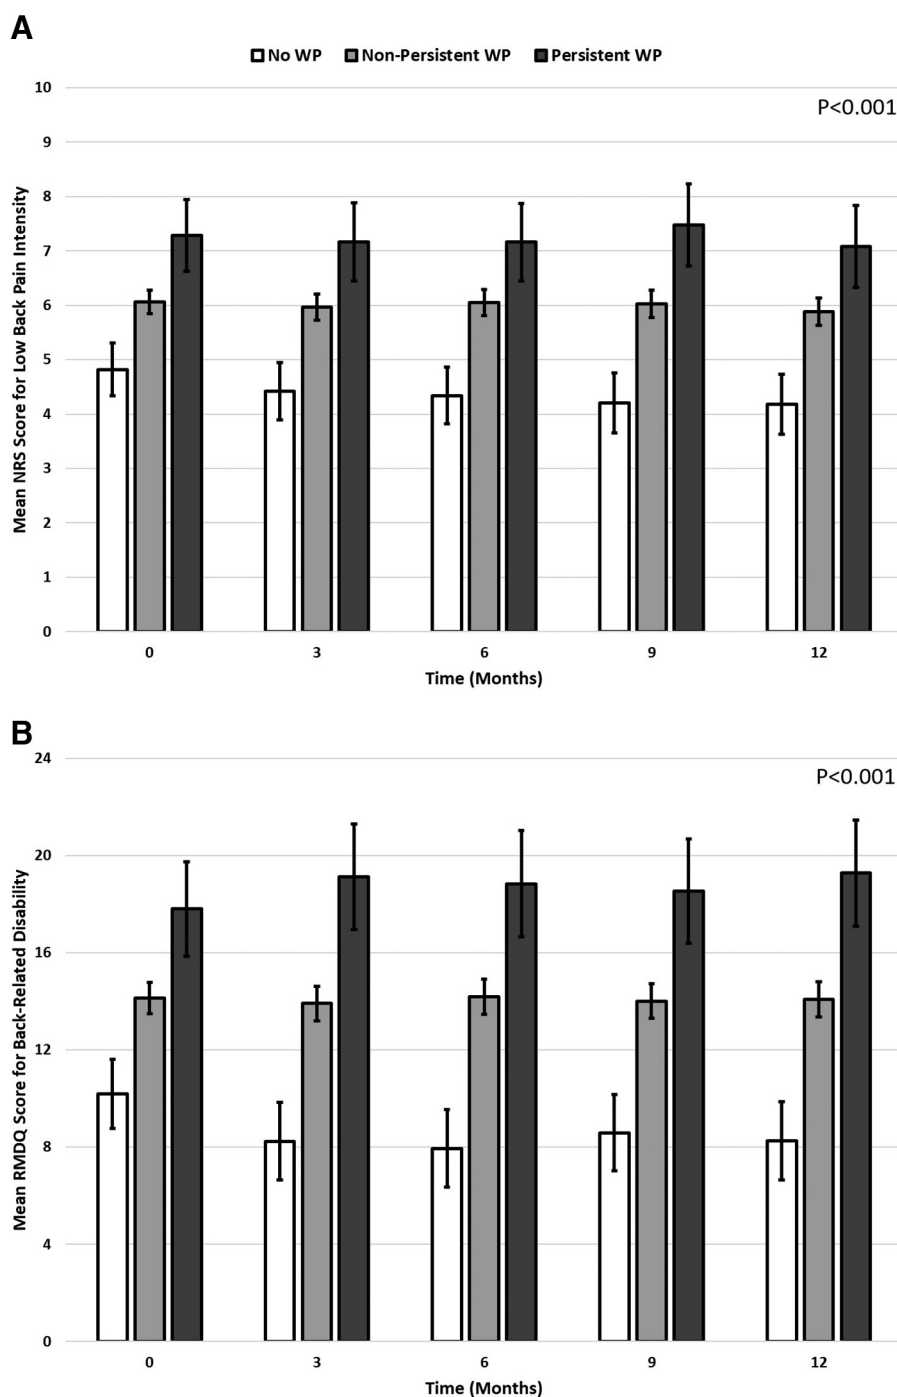 A
No WP Non-Persistent WP Persistent WP
P<0.001
Mean NRS Score for Low Back Pain Intensity
10
9
8
7
6
5
4
3
2
1
0
0 3 6 9 12
Time (Months)
B
P<0.001
Mean RMDQ Score for Back-Related Disability
24
20
16
12
8
4
0
0 3 6 9 12
Time (Months)